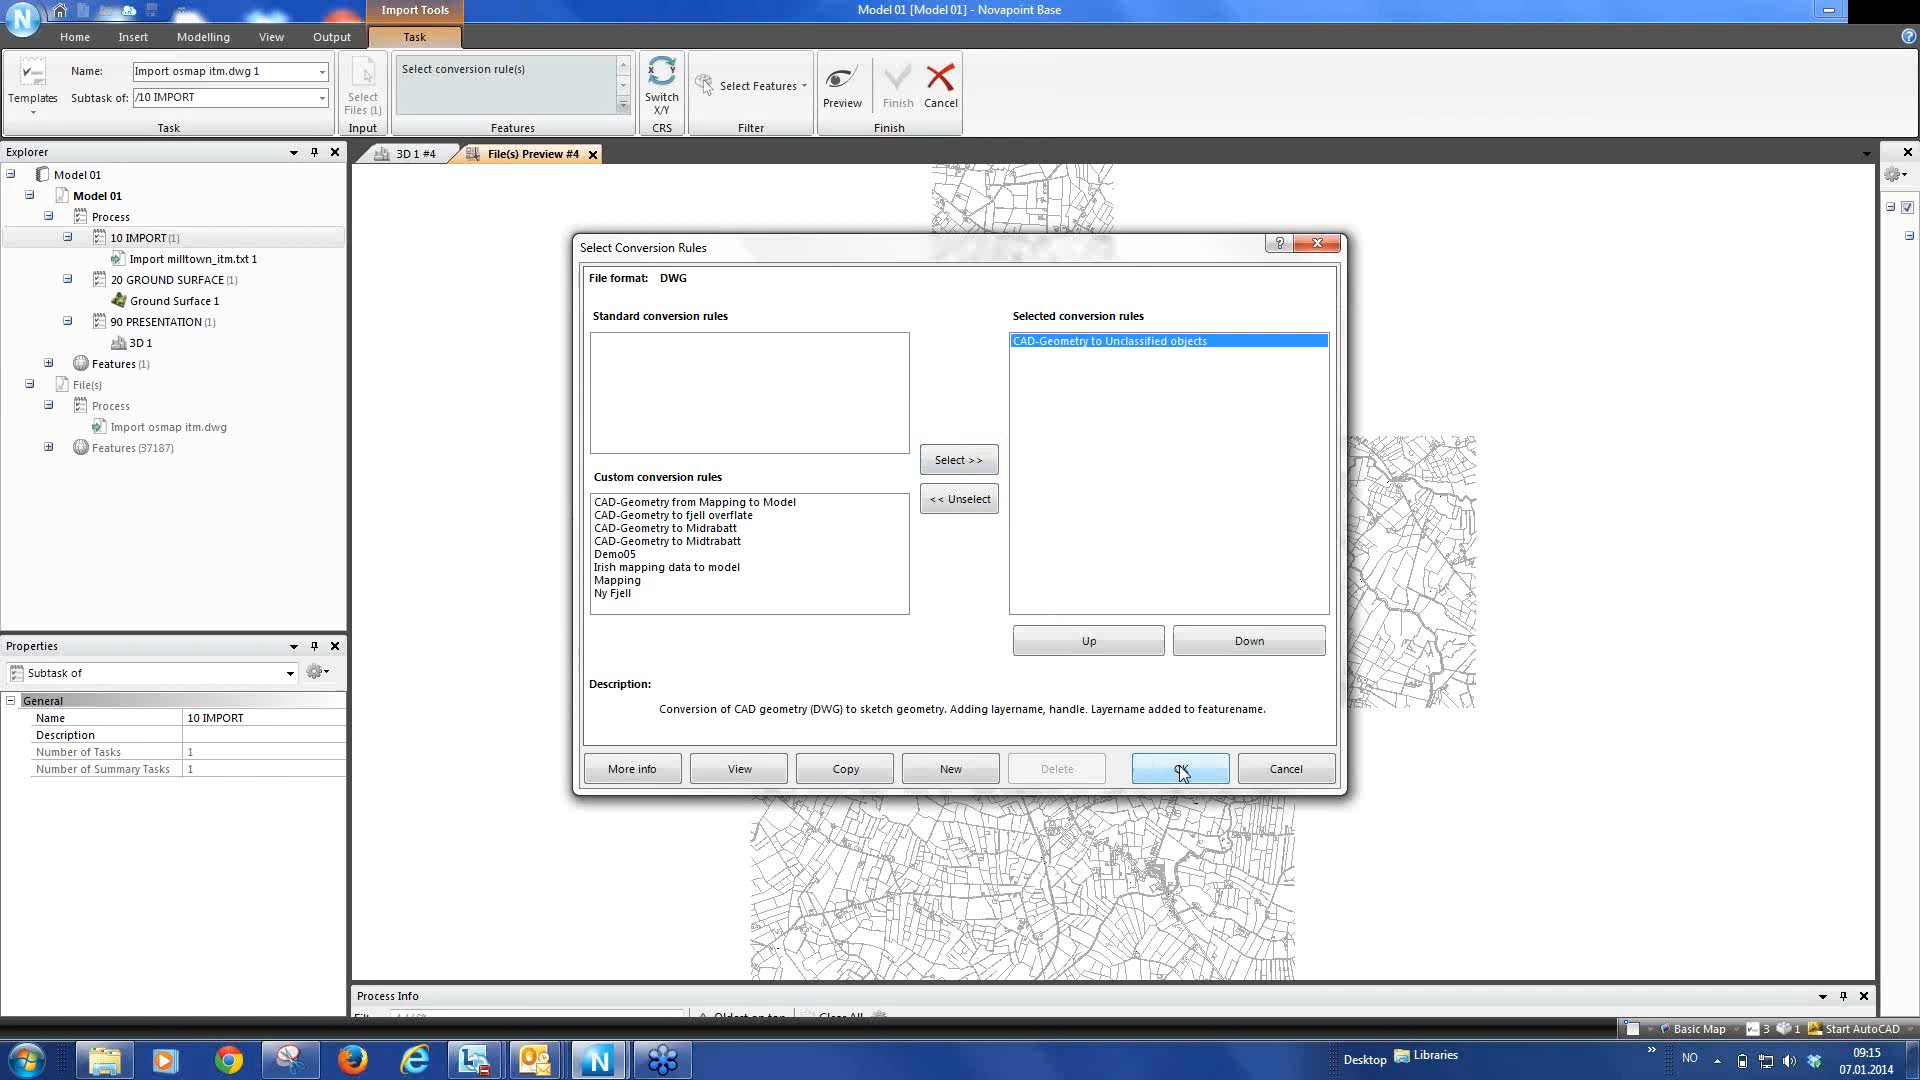 Import Tools
Model 01 [Model 01] - Novapoint Base
Home
Insert
Modelling
View
Output
Task
Templates
Name:
Import osmap itm.dwg 1
Subtask of:
/10 IMPORT
Task
Select
Files (1)
Input
Select conversion rule(s)
Features
Switch
X/Y
CRS
Select Features
Filter
Preview
Finish
Cancel
Finish
Explorer
Model 01
Model 01
Process
10 IMPORT (1)
Import milltown_itm.txt 1
20 GROUND SURFACE (1)
Ground Surface 1
90 PRESENTATION (1)
3D 1
Features (1)
File(s)
Process
Import osmap itm.dwg
Features (37187)
3D 1 #4
File(s) Preview #4
Select Conversion Rules
File format: DWG
Standard conversion rules
Selected conversion rules
CAD-Geometry to Unclassified objects
Select >>
<< Unselect
Custom conversion rules
CAD-Geometry from Mapping to Model
CAD-Geometry to fjell overflate
CAD-Geometry to Midrabatt
CAD-Geometry to Midtrabatt
Demo05
Irish mapping data to model
Mapping
Ny Fjell
Up
Down
Description:
Conversion of CAD geometry (DWG) to sketch geometry. Adding layername, handle. Layername added to featurename.
More info
View
Copy
New
Delete
OK
Cancel
Properties
Subtask of
General
Name
10 IMPORT
Description
Number of Tasks
1
Number of Summary Tasks
1
Process Info
Oldest on top
Clear All
Basic Map
3
1
Start AutoCAD
Desktop
Libraries
NO
09:15
07.01.2014